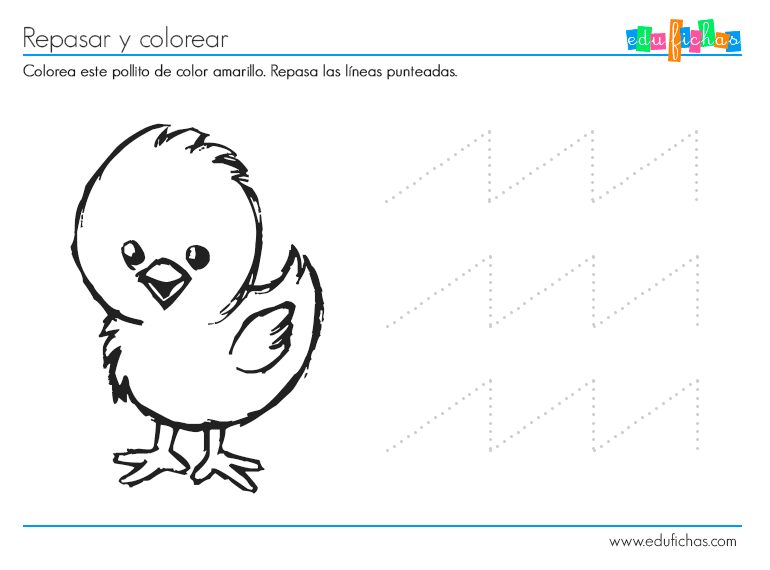 Repasar y colorear
edufichas
Colorea este pollito de color amarillo. Repasa las líneas punteadas.
www.edufichas.com